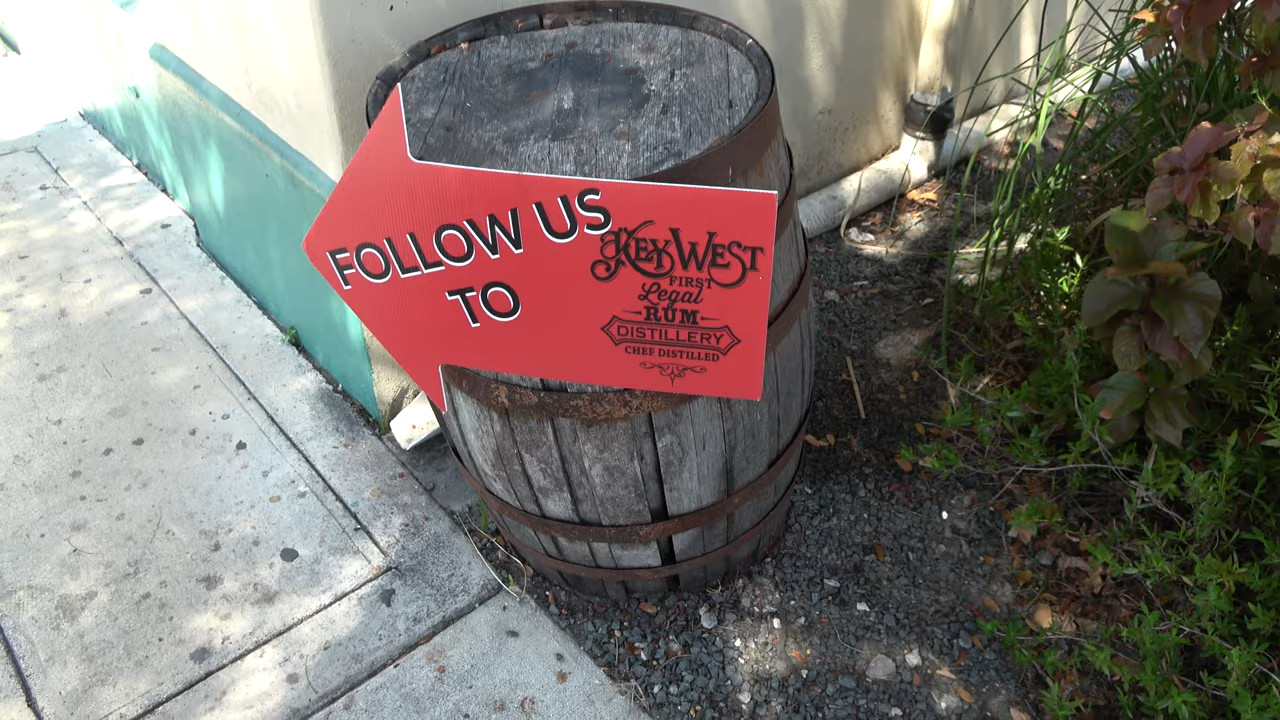 FOLLOW US
TO
KEY WEST
FIRST
Legal
RUM
DISTILLERY
CHEF DISTILLED